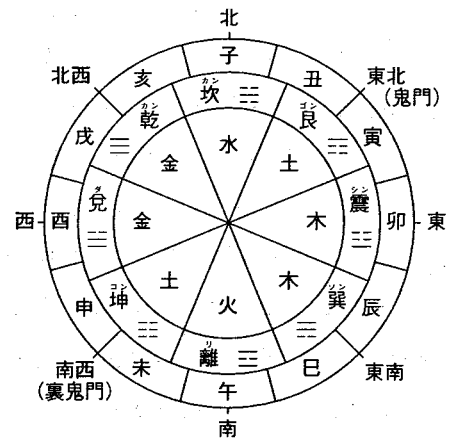 北
子
北西
亥
丑
東北
(鬼門)
カン
坎 ☵
カン
乾
ゴン
艮
戌
☰
水
☶
寅
金
土
ダ
兌
シン
震
西
酉
金
木
卯
東
☱
☳
申
コン
坤
土
木
ソン
巽
辰
☷
火
☴
南西
(裏鬼門)
未
リ
離 ☲
巳
東南
午
南